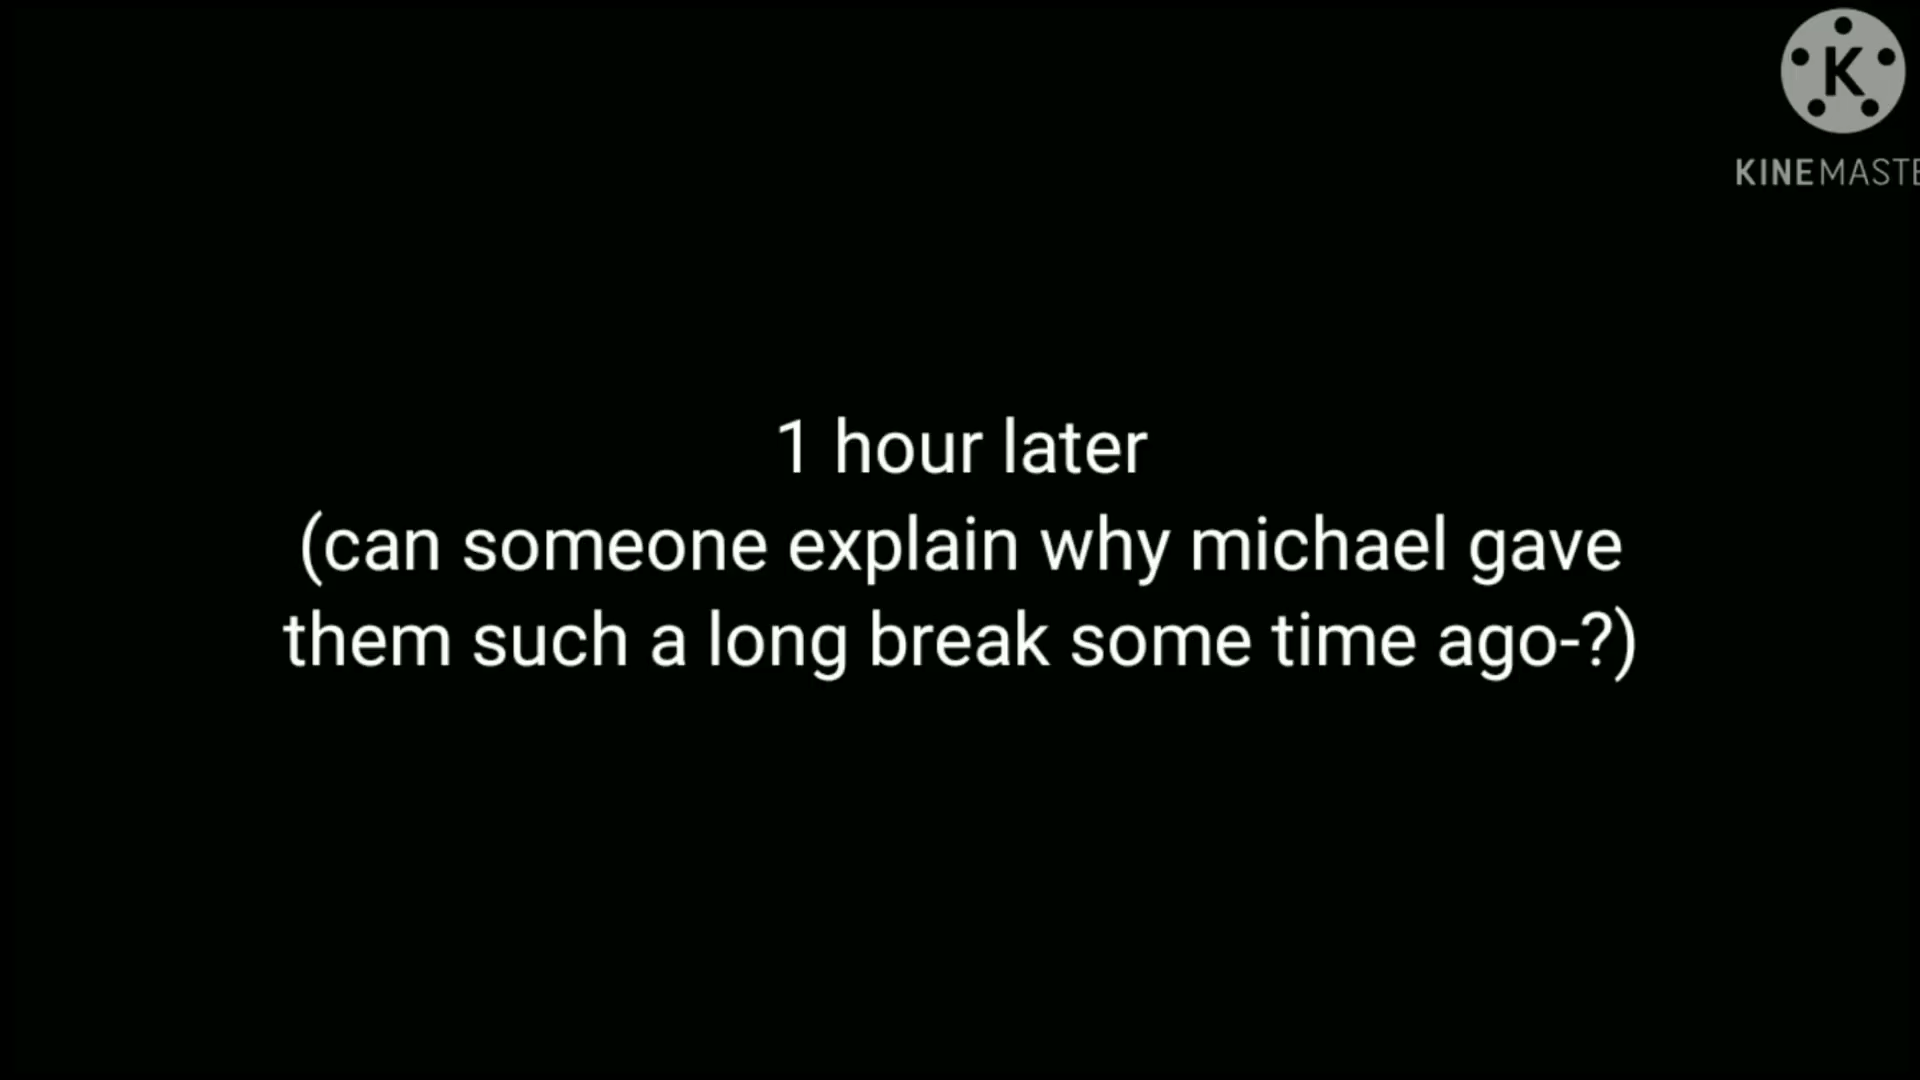 K
KINEMASTE
1 hour later
(can someone explain why michael gave
them such a long break some time ago-?)